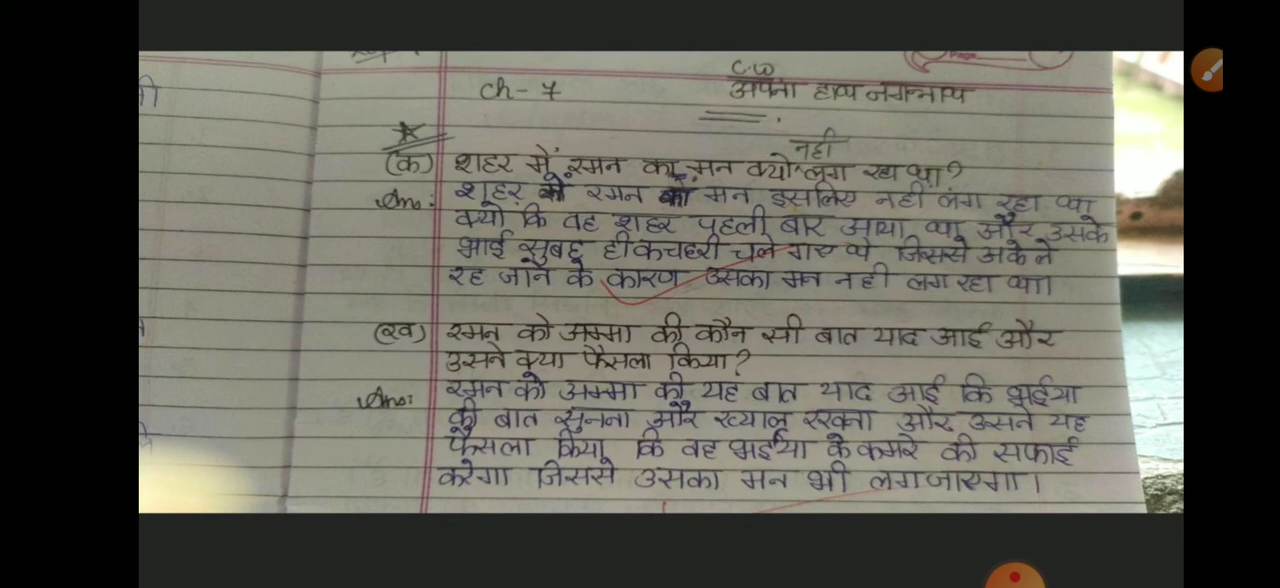 C.W
Ch - 7 अपना हाथ जगन्नाथ
नही
(क) शहर में रमन का मन क्यो लग रहा था?
Ans: शहर में रमन का मन इसलिए नही लग रहा था
क्यो कि वह शहर पहली बार आया था और उसके
भाई सुबह ही कचहरी चले गए थे जिससे अकेले
रह जाने के कारण उसका मन नही लग रहा था।
(ख) रमन को अम्मा की कौन सी बात याद आई और
उसने क्या फैसला किया?
Ans: रमन को अम्मा की यह बात याद आई कि भईया
की बात सुनना और ख्याल रखना और उसने यह
फैसला किया कि वह भईया के कमरे की सफाई
करेगा जिससे उसका मन भी लग जाएगा।